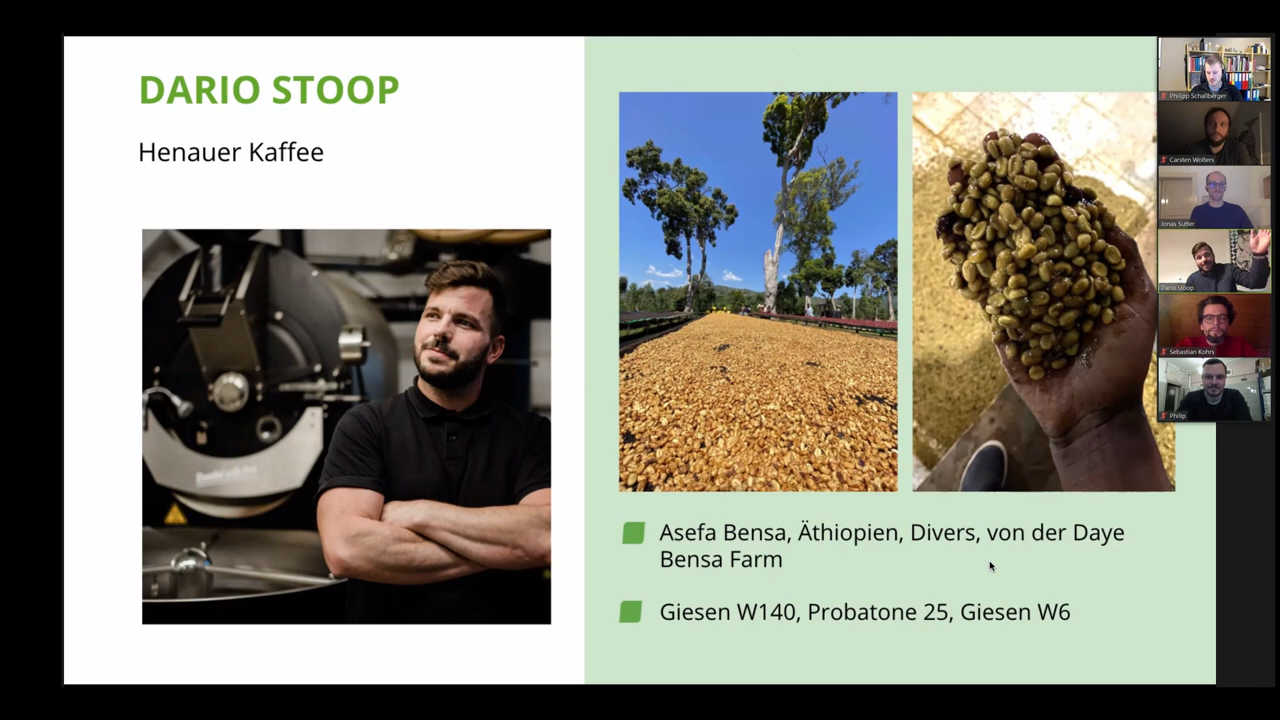 DARIO STOOP
Henauer Kaffee
Asefa Bensa, Äthiopien, Divers, von der Daye
Bensa Farm
Giesen W140, Probatone 25, Giesen W6
Philipp Schallberger
Carsten Wolters
Jonas Sutter
Dario Stoop
Sebastian Kohrs
Philip